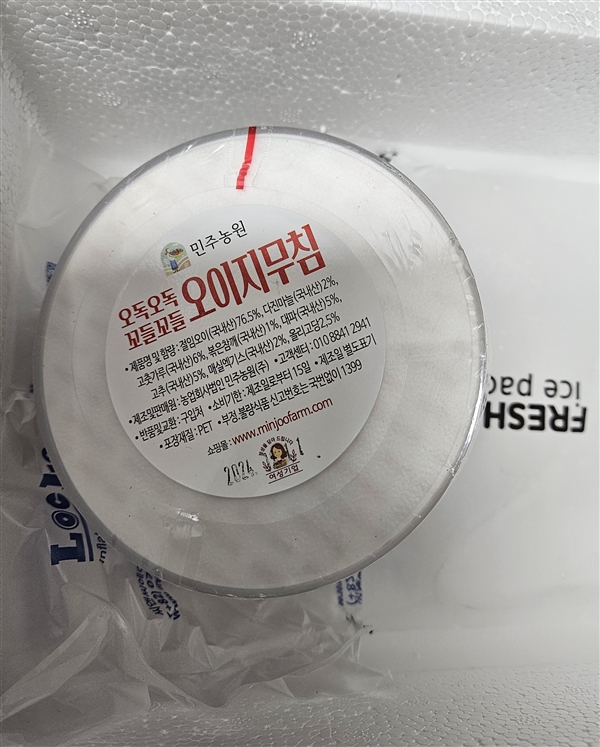 민주농원
오독오독
꼬들꼬들
오이지무침
• 제품명 및 함량 : 절임오이(국내산)76.5%, 다진마늘(국내산)2%,
고춧가루(국내산)6%, 볶은참깨(국내산)1%, 대파(국내산)5%,
고추(국내산)5%, 매실엑기스(국내산)2%, 올리고당2.5%
• 제조및판매원 : 농업회사법인 민주농원(주) • 고객센터 : 010 8841 2941
• 반품및교환 : 구입처 • 소비기한 : 제조일로부터 15일 • 제조일 별도표기
• 포장재질 : PET • 부정.불량식품 신고번호는 국번없이 1399
쇼핑몰 : www.minjoofarm.com
2024
여성기업
FRESH
ice pac